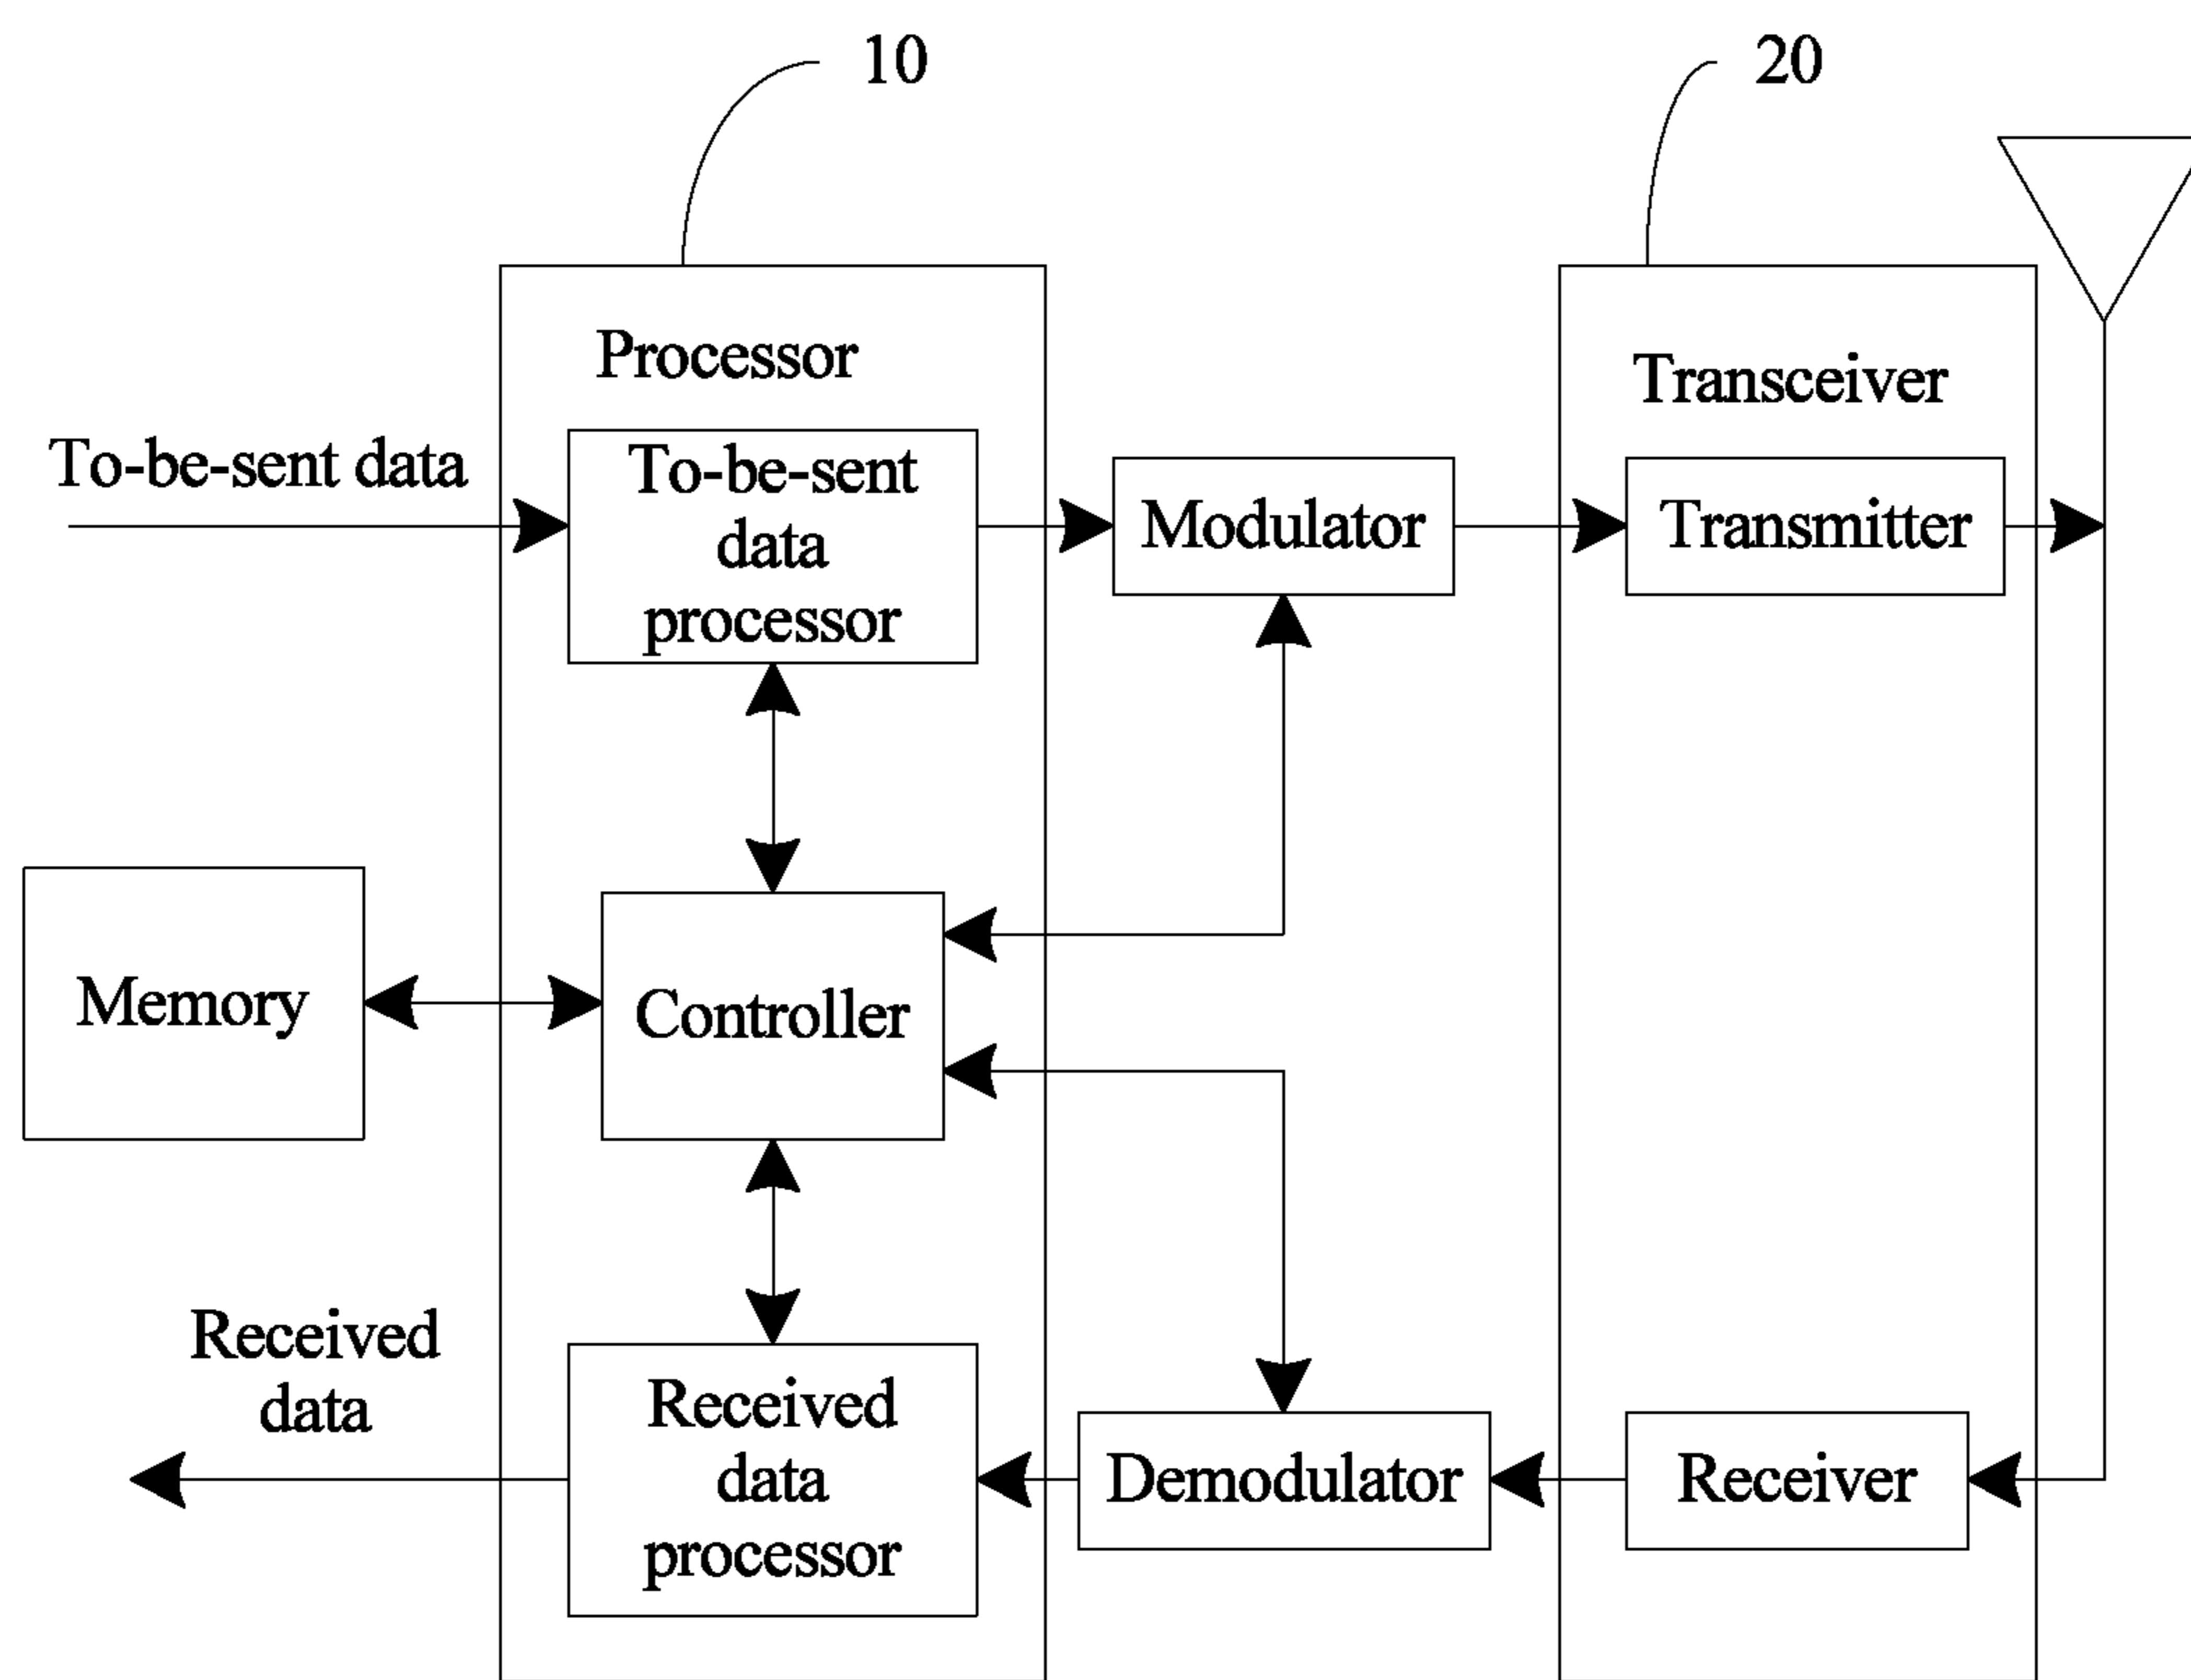 10
20
Processor
Transceiver
To-be-sent data
To-be-sent
data
processor
Modulator
Transmitter
Memory
Controller
Received
data
Received
data
processor
Demodulator
Receiver